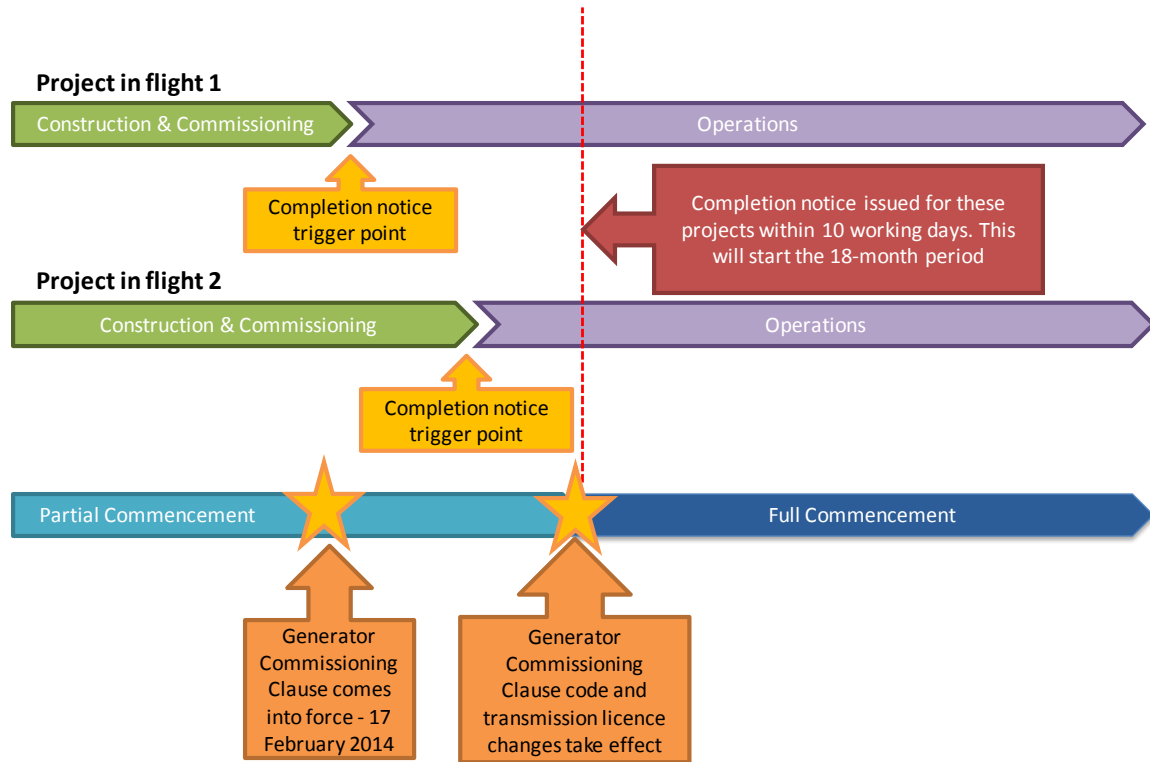 Project in flight 1
Construction & Commissioning
Operations
Completion notice
trigger point
Completion notice issued for these
projects within 10 working days. This
will start the 18-month period
Project in flight 2
Construction & Commissioning
Operations
Completion notice
trigger point
Partial Commencement
Full Commencement
Generator
Commissioning
Clause comes
into force - 17
February 2014
Generator
Commissioning
Clause code and
transmission licence
changes take effect